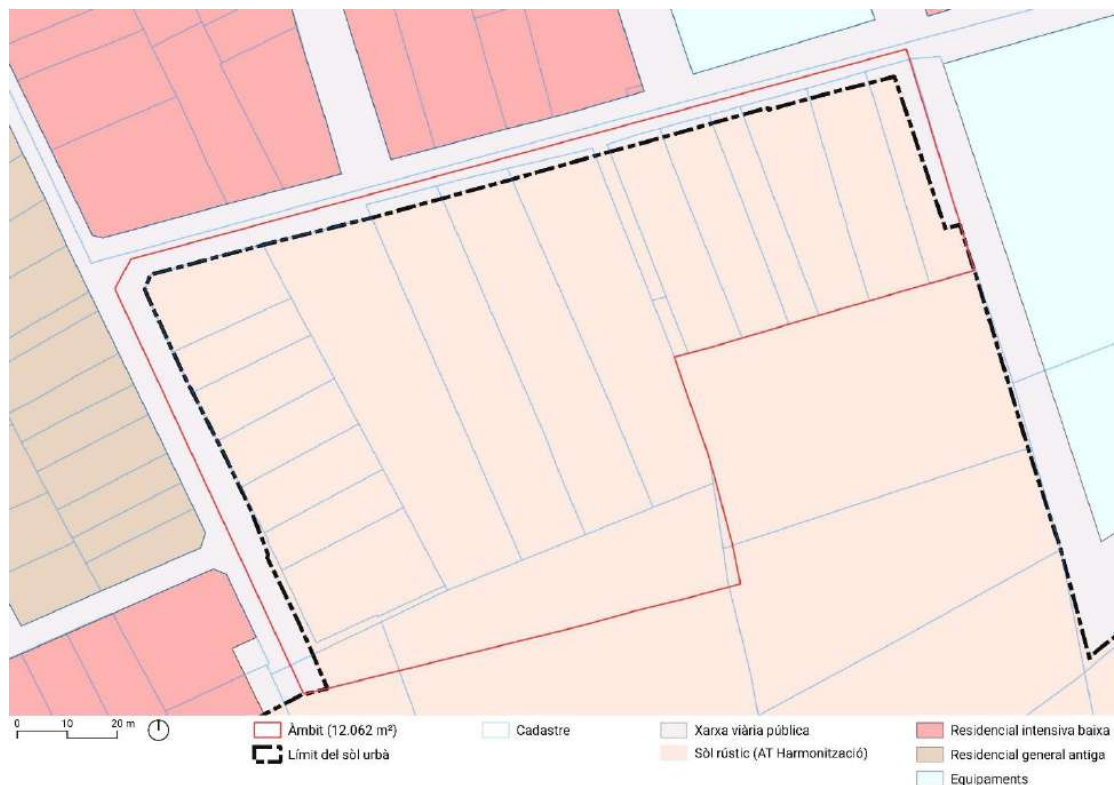 0 10 20 m
Àmbit (12.062 m²)
Límit del sòl urbà
Cadastre
Xarxa viària pública
Sòl rústic (AT Harmonització)
Residencial intensiva baixa
Residencial general antiga
Equipaments